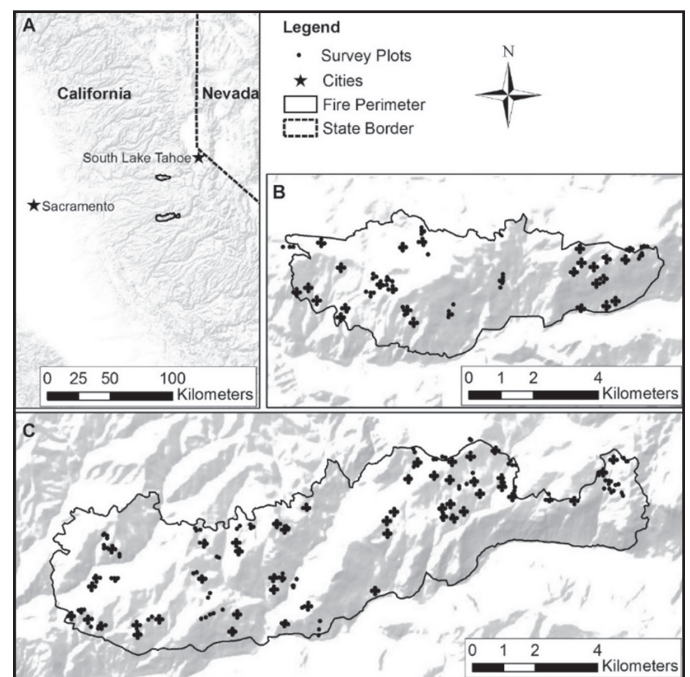 A
California
Nevada
South Lake Tahoe
Sacramento
0 25 50 100
Kilometers
Legend
Survey Plots
Cities
Fire Perimeter
State Border
N
B
0 1 2 4
Kilometers
C
0 1 2 4
Kilometers